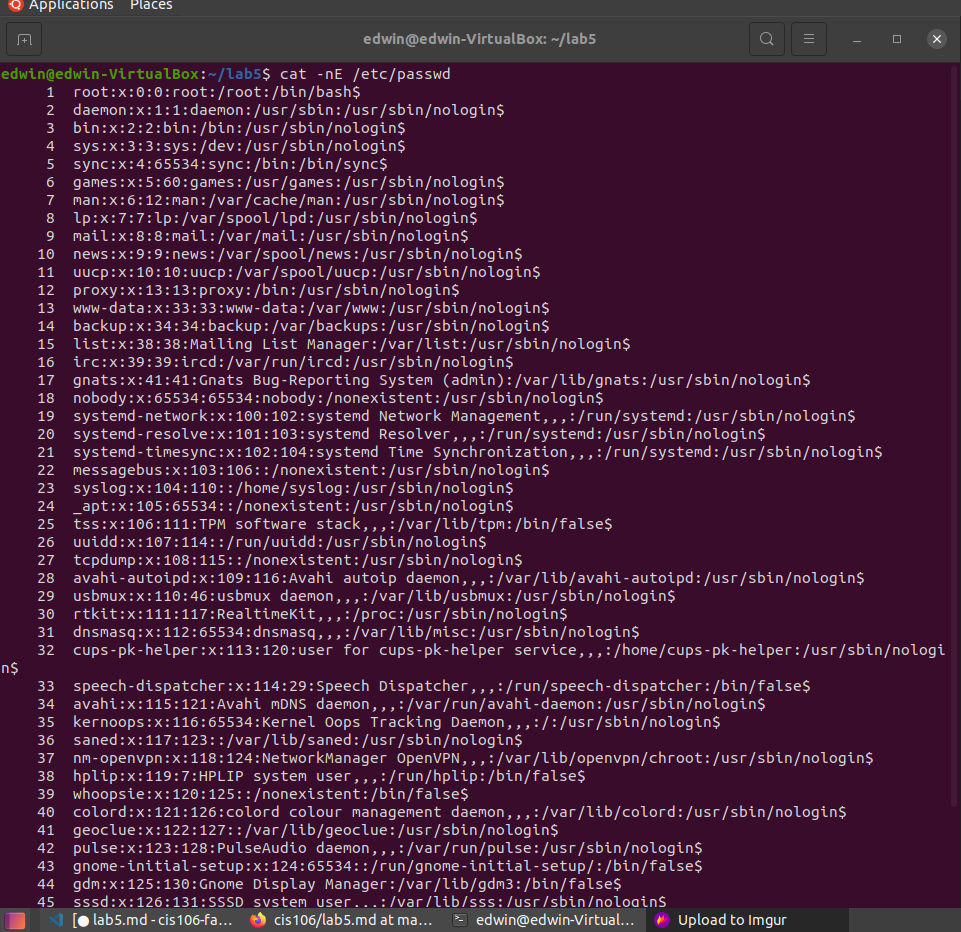 Applications Places
edwin@edwin-VirtualBox: ~/lab5
edwin@edwin-VirtualBox:~/lab5$ cat -nE /etc/passwd
1 root:x:0:0:root:/root:/bin/bash$
2 daemon:x:1:1:daemon:/usr/sbin:/usr/sbin/nologin$
3 bin:x:2:2:bin:/bin:/usr/sbin/nologin$
4 sys:x:3:3:sys:/dev:/usr/sbin/nologin$
5 sync:x:4:65534:sync:/bin:/bin/sync$
6 games:x:5:60:games:/usr/games:/usr/sbin/nologin$
7 man:x:6:12:man:/var/cache/man:/usr/sbin/nologin$
8 lp:x:7:7:lp:/var/spool/lpd:/usr/sbin/nologin$
9 mail:x:8:8:mail:/var/mail:/usr/sbin/nologin$
10 news:x:9:9:news:/var/spool/news:/usr/sbin/nologin$
11 uucp:x:10:10:uucp:/var/spool/uucp:/usr/sbin/nologin$
12 proxy:x:13:13:proxy:/bin:/usr/sbin/nologin$
13 www-data:x:33:33:www-data:/var/www:/usr/sbin/nologin$
14 backup:x:34:34:backup:/var/backups:/usr/sbin/nologin$
15 list:x:38:38:Mailing List Manager:/var/list:/usr/sbin/nologin$
16 irc:x:39:39:ircd:/var/run/ircd:/usr/sbin/nologin$
17 gnats:x:41:41:Gnats Bug-Reporting System (admin):/var/lib/gnats:/usr/sbin/nologin$
18 nobody:x:65534:65534:nobody:/nonexistent:/usr/sbin/nologin$
19 systemd-network:x:100:102:systemd Network Management,,,:/run/systemd:/usr/sbin/nologin$
20 systemd-resolve:x:101:103:systemd Resolver,,,:/run/systemd:/usr/sbin/nologin$
21 systemd-timesync:x:102:104:systemd Time Synchronization,,,:/run/systemd:/usr/sbin/nologin$
22 messagebus:x:103:106::/nonexistent:/usr/sbin/nologin$
23 syslog:x:104:110::/home/syslog:/usr/sbin/nologin$
24 _apt:x:105:65534::/nonexistent:/usr/sbin/nologin$
25 tss:x:106:111:TPM software stack,,,:/var/lib/tpm:/bin/false$
26 uuidd:x:107:114::/run/uuidd:/usr/sbin/nologin$
27 tcpdump:x:108:115::/nonexistent:/usr/sbin/nologin$
28 avahi-autoipd:x:109:116:Avahi autoip daemon,,,:/var/lib/avahi-autoipd:/usr/sbin/nologin$
29 usbmux:x:110:46:usbmux daemon,,,:/var/lib/usbmux:/usr/sbin/nologin$
30 rtkit:x:111:117:RealtimeKit,,,:/proc:/usr/sbin/nologin$
31 dnsmasq:x:112:65534:dnsmasq,,,:/var/lib/misc:/usr/sbin/nologin$
32 cups-pk-helper:x:113:120:user for cups-pk-helper service,,,:/home/cups-pk-helper:/usr/sbin/nologi
n$
33 speech-dispatcher:x:114:29:Speech Dispatcher,,,:/run/speech-dispatcher:/bin/false$
34 avahi:x:115:121:Avahi mDNS daemon,,,:/var/run/avahi-daemon:/usr/sbin/nologin$
35 kernoops:x:116:65534:Kernel Oops Tracking Daemon,,,:/:/usr/sbin/nologin$
36 saned:x:117:123::/var/lib/saned:/usr/sbin/nologin$
37 nm-openvpn:x:118:124:NetworkManager OpenVPN,,,:/var/lib/openvpn/chroot:/usr/sbin/nologin$
38 hplip:x:119:7:HPLIP system user,,,:/run/hplip:/bin/false$
39 whoopsie:x:120:125::/nonexistent:/bin/false$
40 colord:x:121:126:colord colour management daemon,,,:/var/lib/colord:/usr/sbin/nologin$
41 geoclue:x:122:127::/var/lib/geoclue:/usr/sbin/nologin$
42 pulse:x:123:128:PulseAudio daemon,,,:/var/run/pulse:/usr/sbin/nologin$
43 gnome-initial-setup:x:124:65534::/run/gnome-initial-setup/:/bin/false$
44 gdm:x:125:130:Gnome Display Manager:/var/lib/gdm3:/bin/false$
45 sssd:x:126:131:SSSD system user,,,:/var/lib/sss:/usr/sbin/nologin$
[● lab5.md - cis106-fa... cis106/lab5.md at ma... edwin@edwin-Virtual... Upload to Imgur